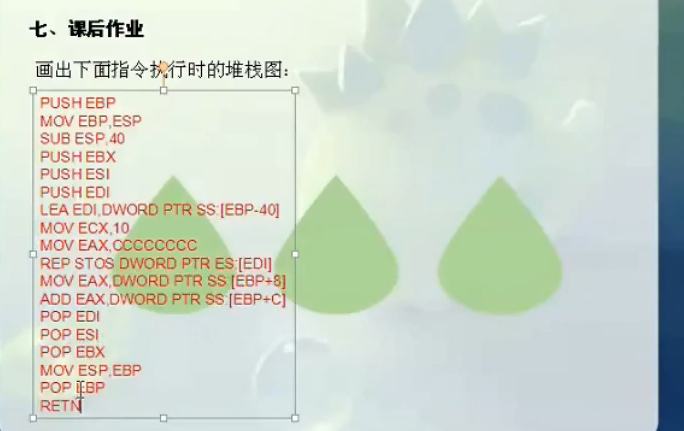 七、课后作业
画出下面指令执行时的堆栈图：
PUSH EBP
MOV EBP,ESP
SUB ESP,40
PUSH EBX
PUSH ESI
PUSH EDI
LEA EDI,DWORD PTR SS:[EBP-40]
MOV ECX,10
MOV EAX,CCCCCCCC
REP STOS DWORD PTR ES:[EDI]
MOV EAX,DWORD PTR SS:[EBP+8]
ADD EAX,DWORD PTR SS:[EBP+C]
POP EDI
POP ESI
POP EBX
MOV ESP,EBP
POP EBP
RETN